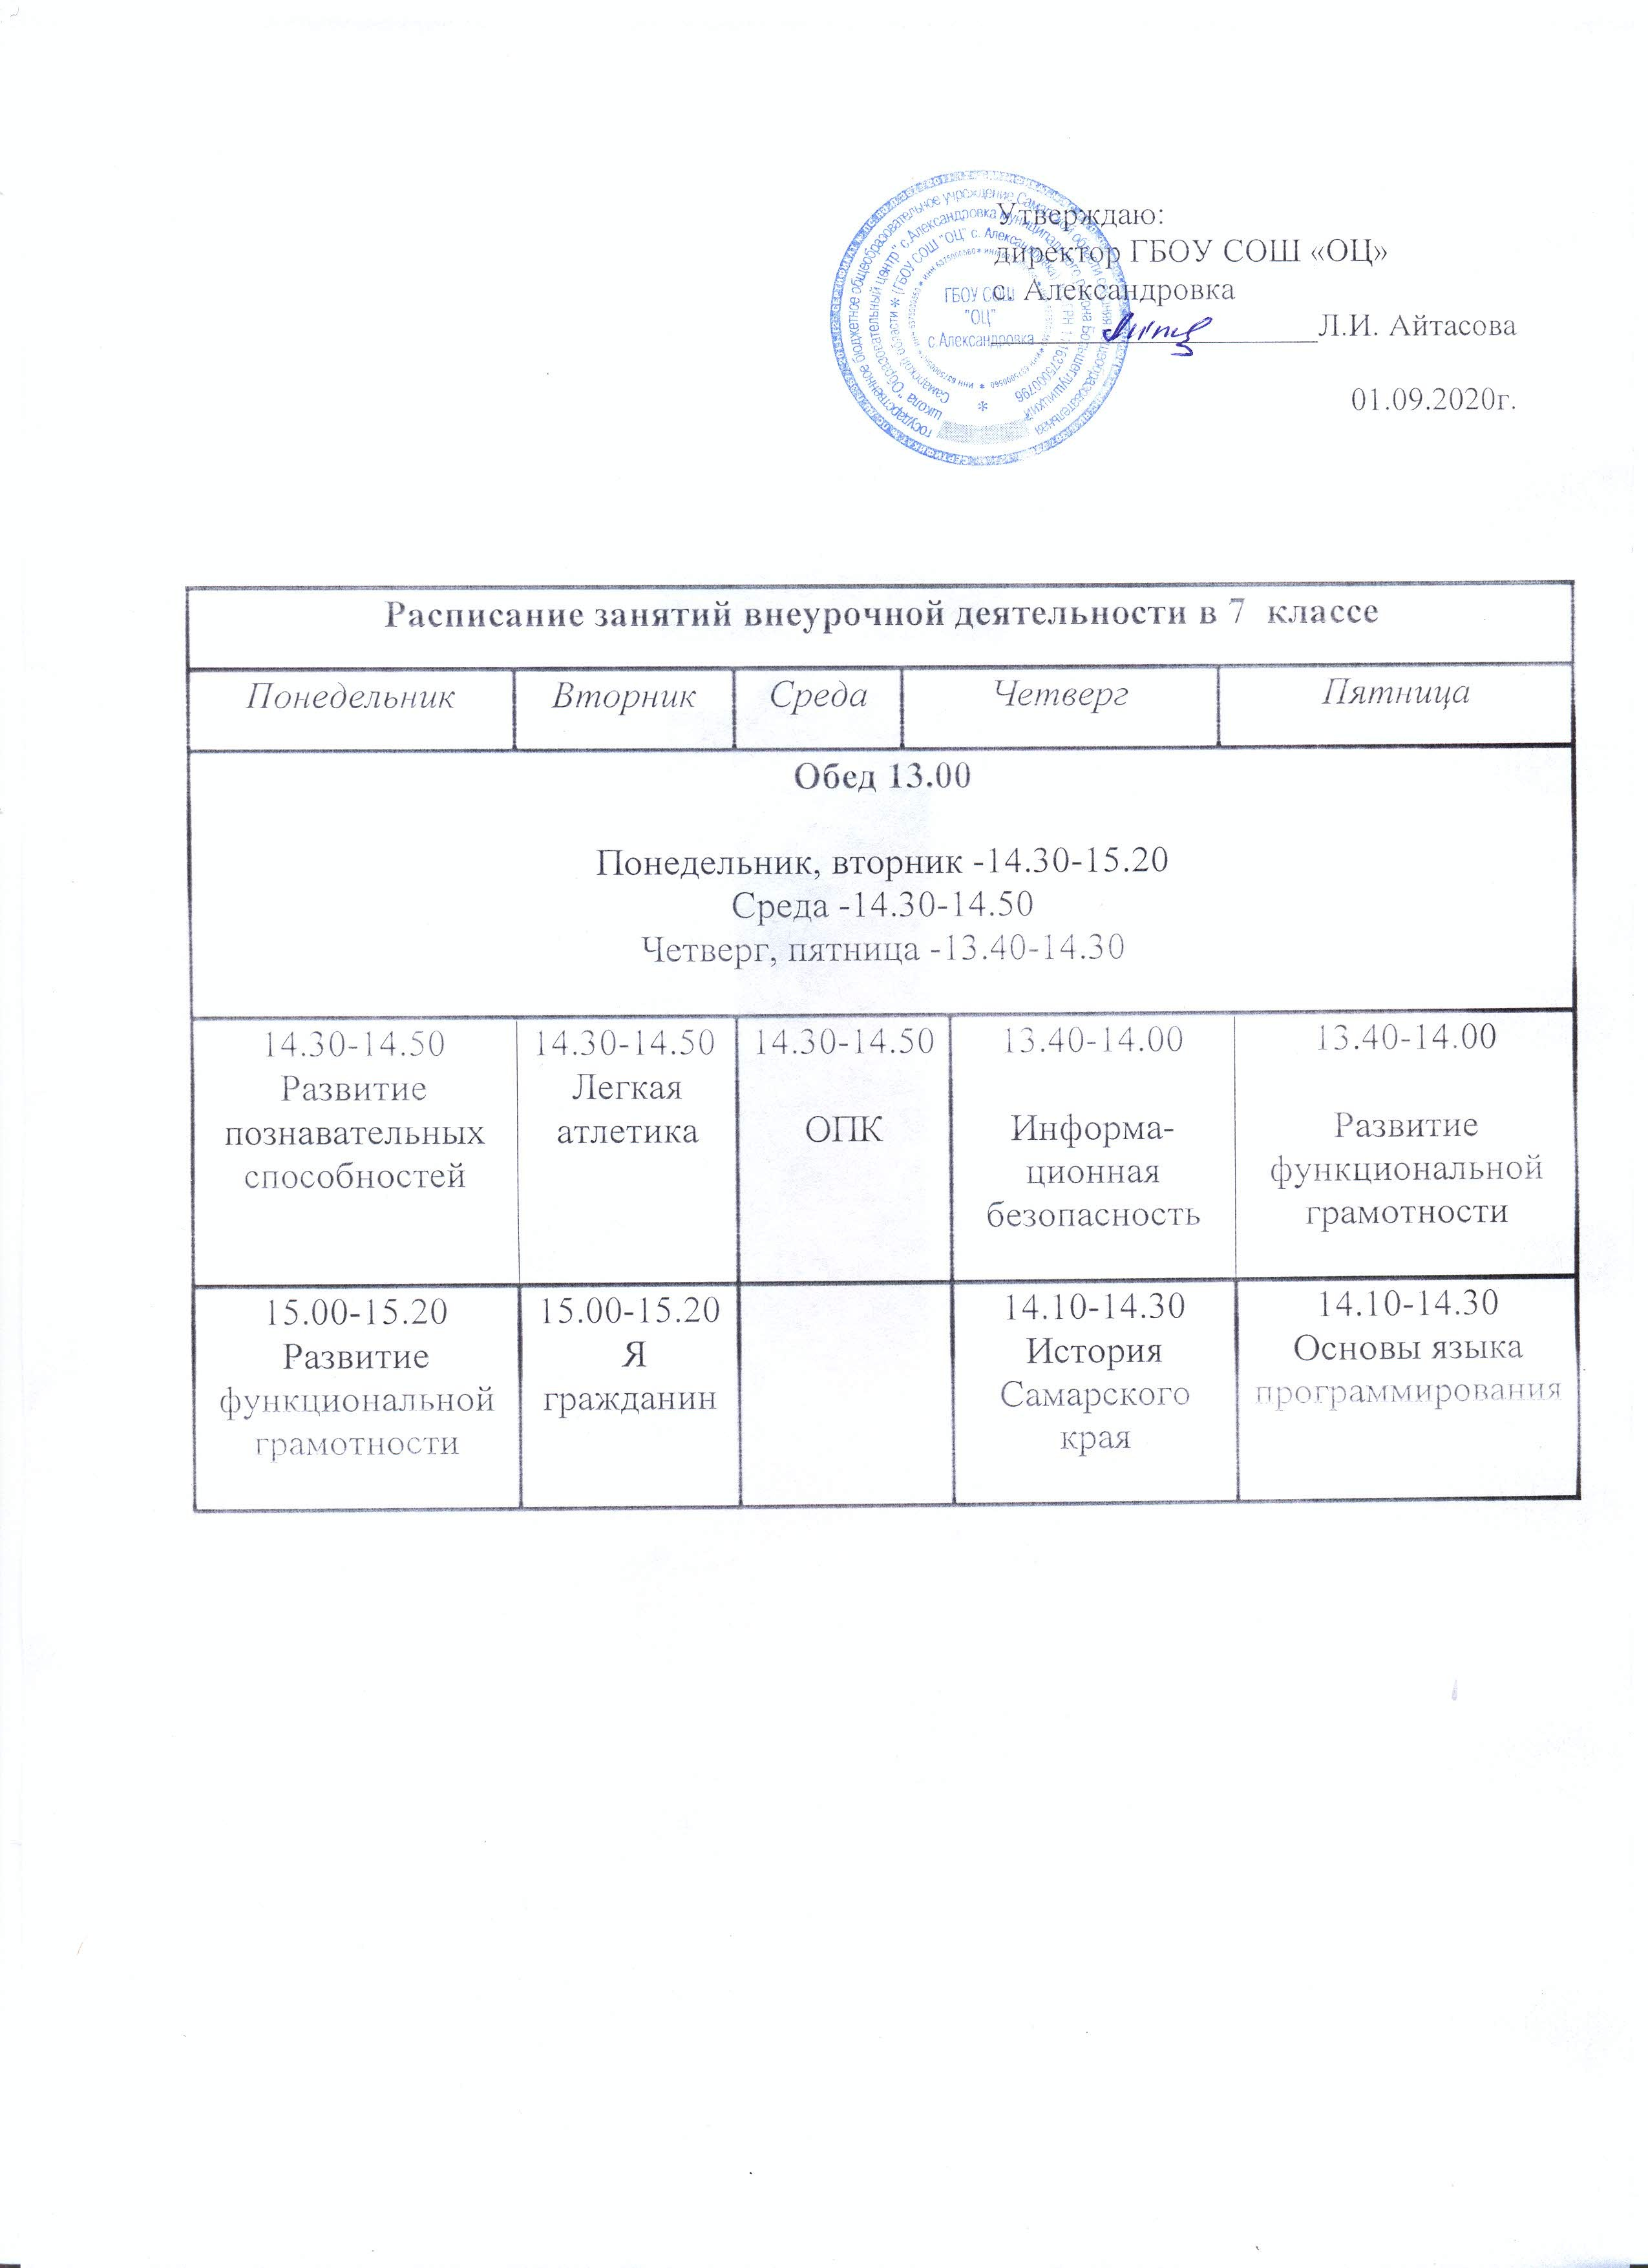 Утверждаю:
директор ГБОУ СОШ «ОЦ»
с. Александровка
Л.И. Айтасова
01.09.2020г.
ГБОУ СОШ
"ОЦ"
с.Александровка
Расписание занятий внеурочной деятельности в 7 классе
Понедельник Вторник Среда Четверг Пятница
Обед 13.00
Понедельник, вторник -14.30-15.20
Среда -14.30-14.50
Четверг, пятница -13.40-14.30
14.30-14.50
Развитие
познавательных
способностей
14.30-14.50
Легкая
атлетика
14.30-14.50
ОПК
13.40-14.00
Информа-
ционная
безопасность
13.40-14.00
Развитие
функциональной
грамотности
15.00-15.20
Развитие
функциональной
грамотности
15.00-15.20
Я
гражданин
14.10-14.30
История
Самарского
края
14.10-14.30
Основы языка
программирования